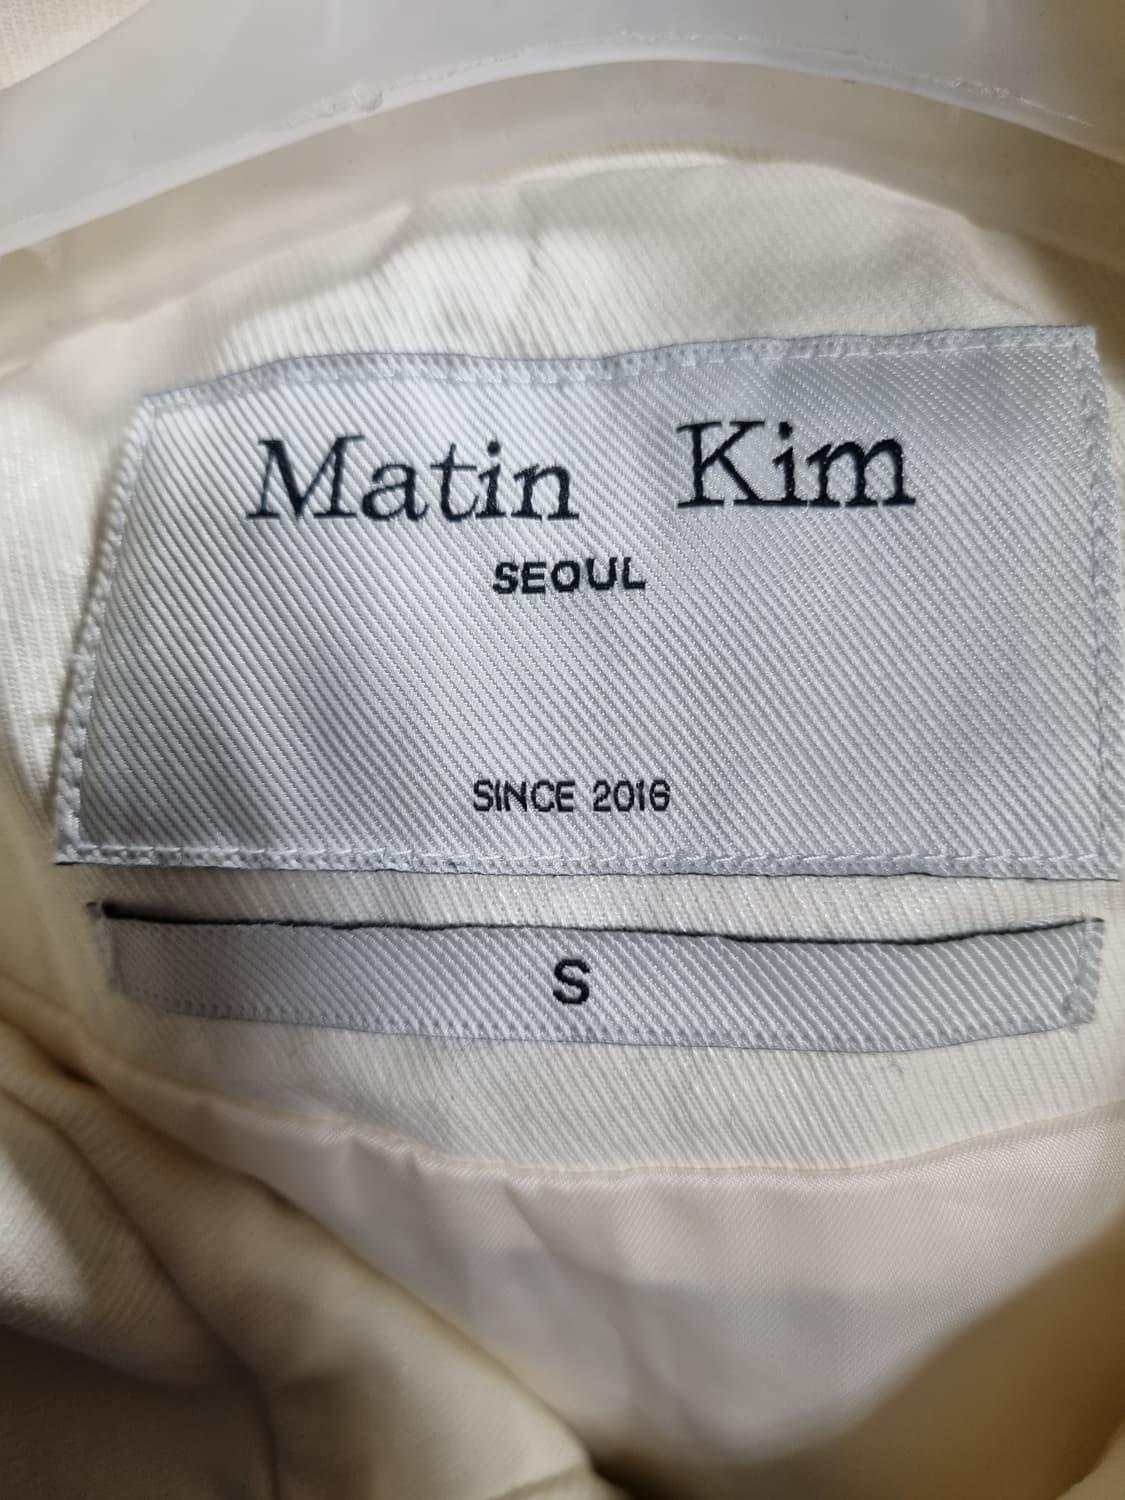 Matin Kim
SEOUL
SINCE 2016
S